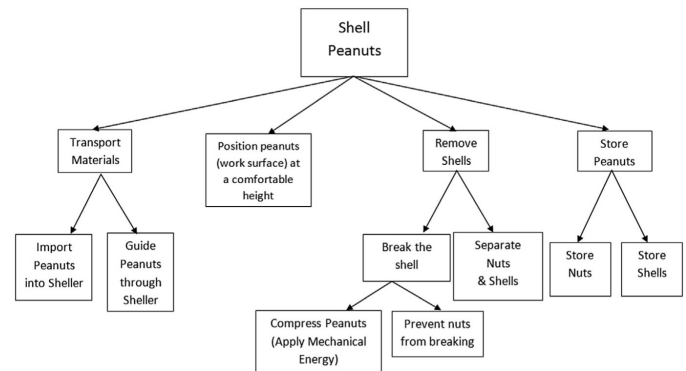 Shell
Peanuts
Transport
Materials
Position peanuts
(work surface) at
a comfortable
height
Remove
Shells
Store
Peanuts
Import
Peanuts
into Sheller
Guide
Peanuts
through
Sheller
Break the
shell
Separate
Nuts
& Shells
Store
Nuts
Store
Shells
Compress Peanuts
(Apply Mechanical
Energy)
Prevent nuts
from breaking